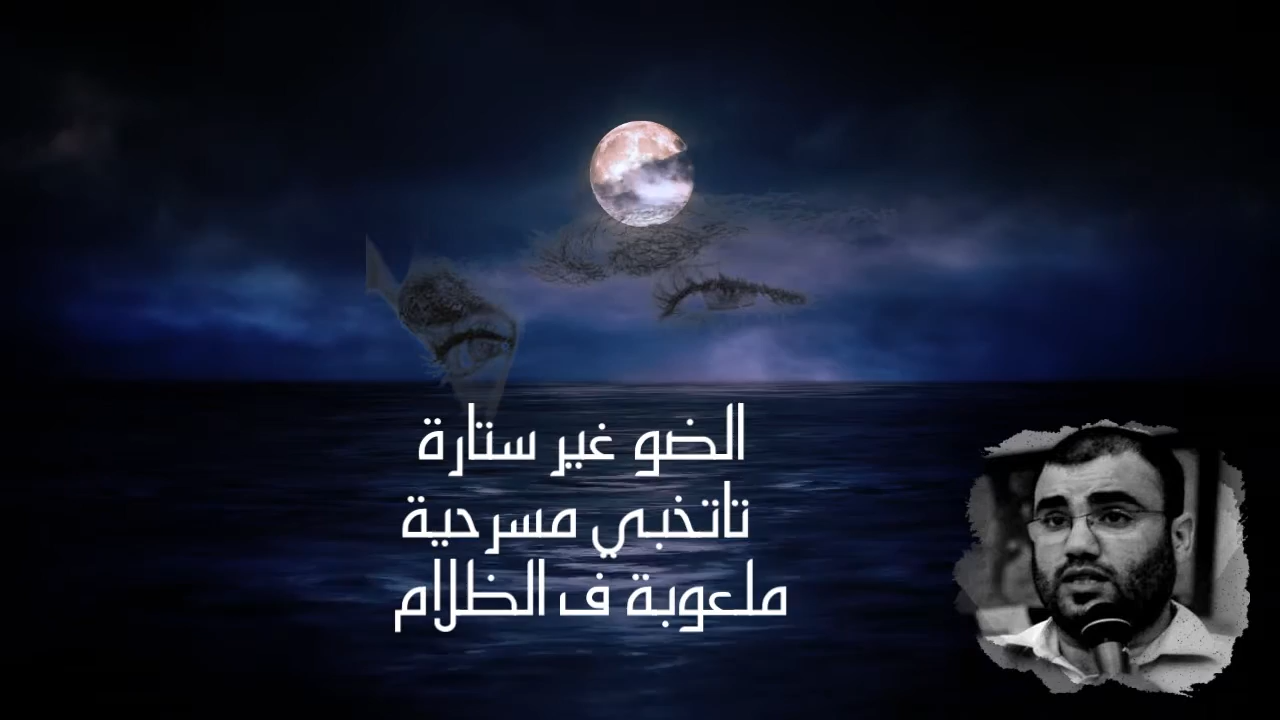 الضو غير ستارة
تاتخبي مسرحية
ملعوبة ف الظلام